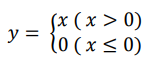 y = {x ( x > 0)
0 ( x ≤ 0)